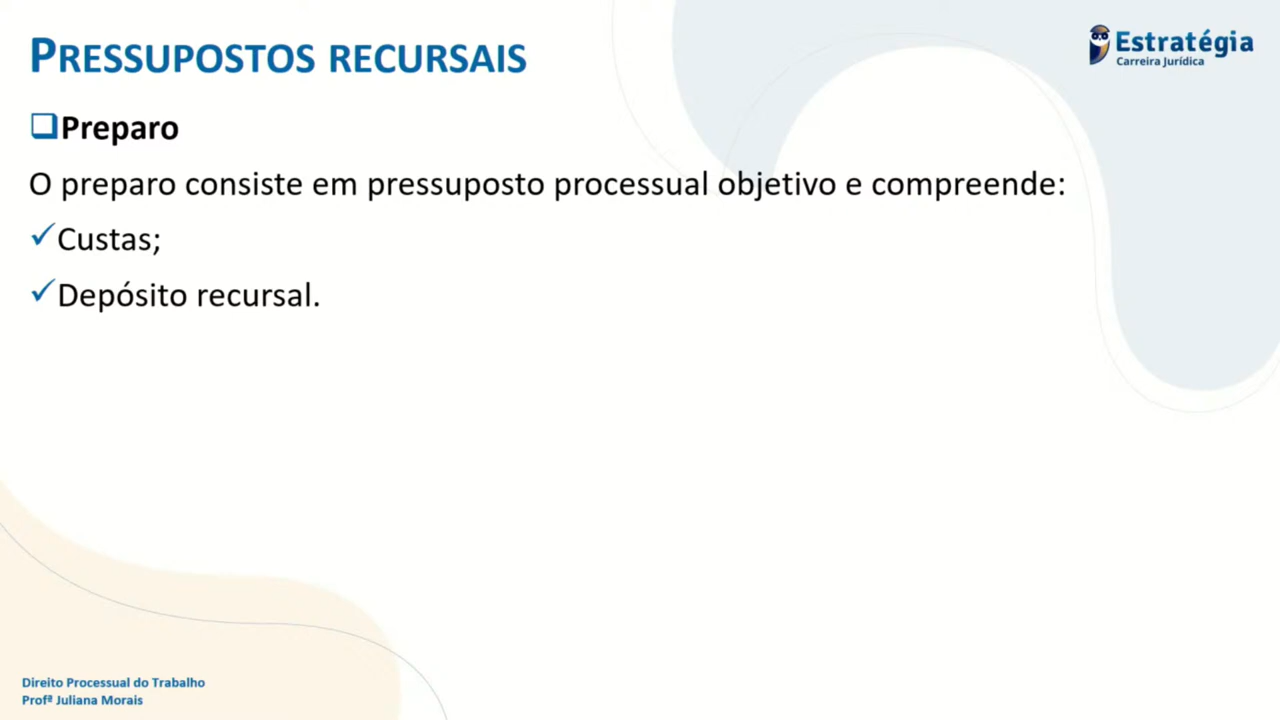 PRESSUPOSTOS RECURSAIS
Estratégia
Carreira Jurídica
Preparo
O preparo consiste em pressuposto processual objetivo e compreende:
Custas;
Depósito recursal.
Direito Processual do Trabalho
Profª Juliana Morais